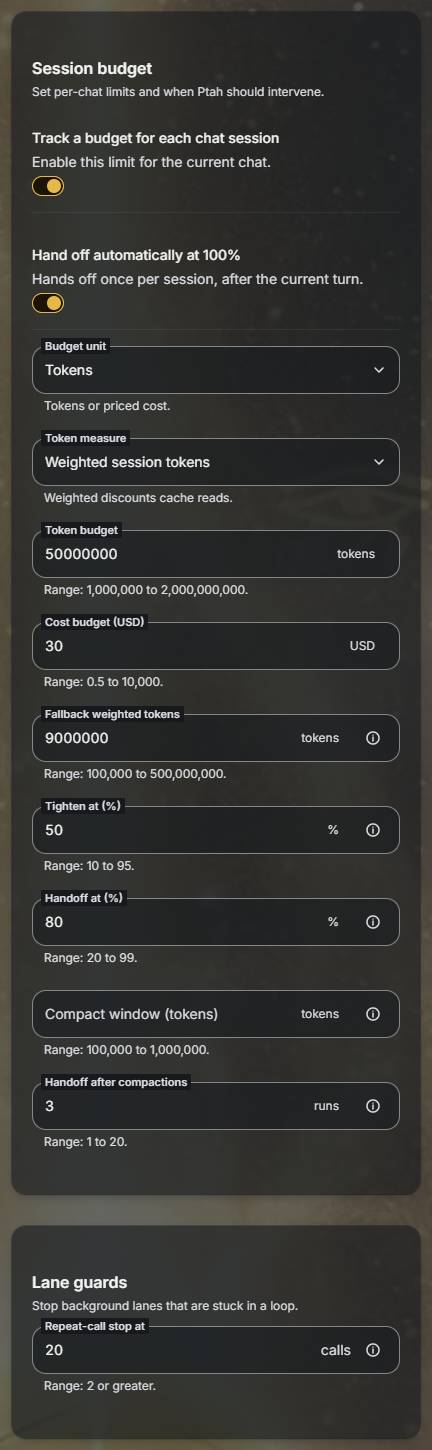 Session budget
Set per-chat limits and when Ptah should intervene.
Track a budget for each chat session
Enable this limit for the current chat.
Hand off automatically at 100%
Hands off once per session, after the current turn.
Budget unit
Tokens
Tokens or priced cost.
Token measure
Weighted session tokens
Weighted discounts cache reads.
Token budget
50000000 tokens
Range: 1,000,000 to 2,000,000,000.
Cost budget (USD)
30 USD
Range: 0.5 to 10,000.
Fallback weighted tokens
9000000 tokens
Range: 100,000 to 500,000,000.
Tighten at (%)
50 %
Range: 10 to 95.
Handoff at (%)
80 %
Range: 20 to 99.
Compact window (tokens) tokens
Range: 100,000 to 1,000,000.
Handoff after compactions
3 runs
Range: 1 to 20.
Lane guards
Stop background lanes that are stuck in a loop.
Repeat-call stop at
20 calls
Range: 2 or greater.